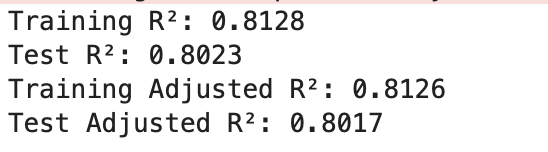 Training R²: 0.8128
Test R²: 0.8023
Training Adjusted R²: 0.8126
Test Adjusted R²: 0.8017